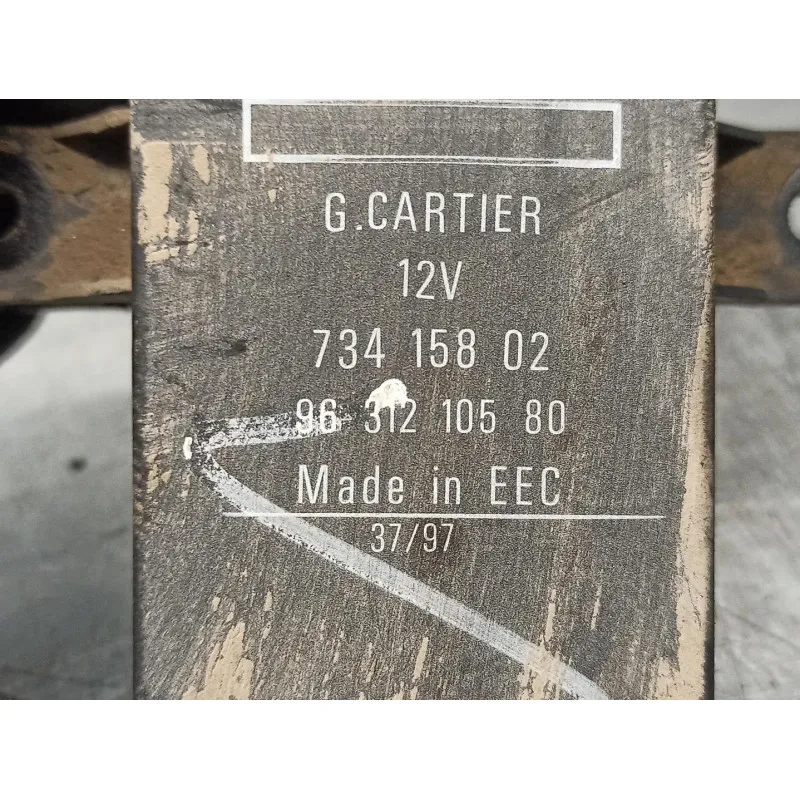 G.CARTIER
12V
734 158 02
96 312 105 80
Made in EEC
37/97